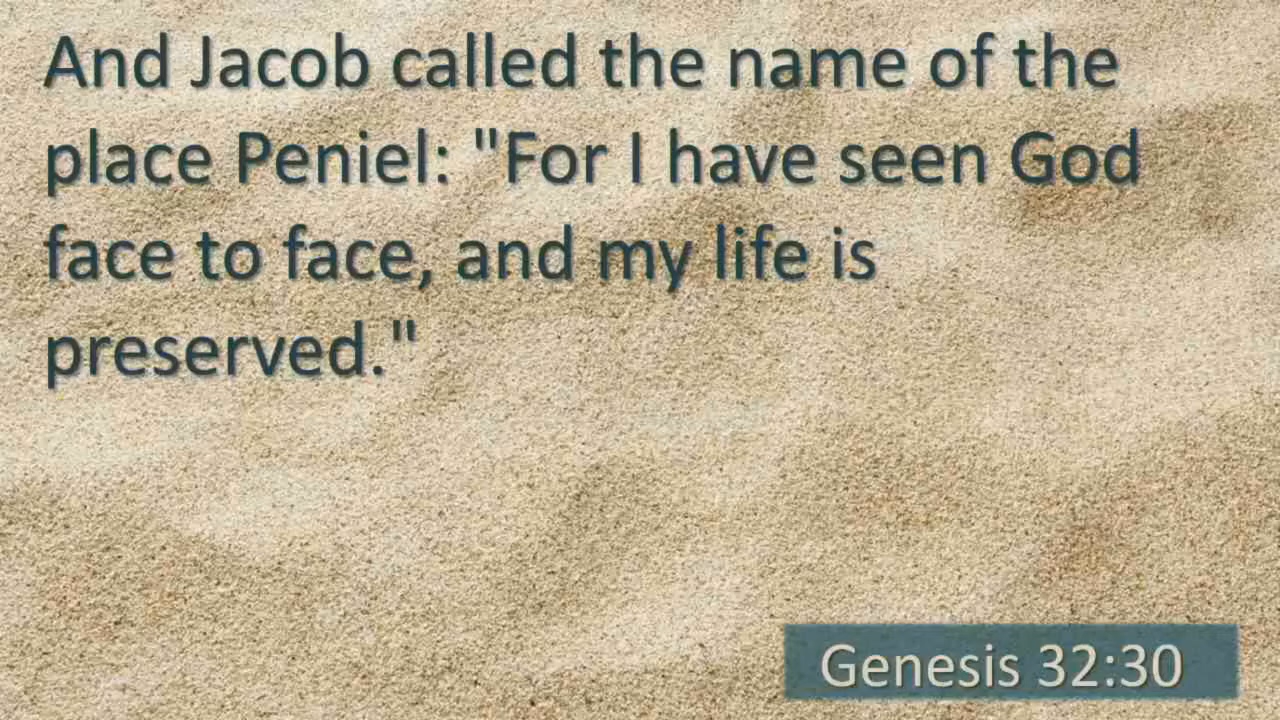 And Jacob called the name of the
place Peniel: "For I have seen God
face to face, and my life is
preserved."
Genesis 32:30